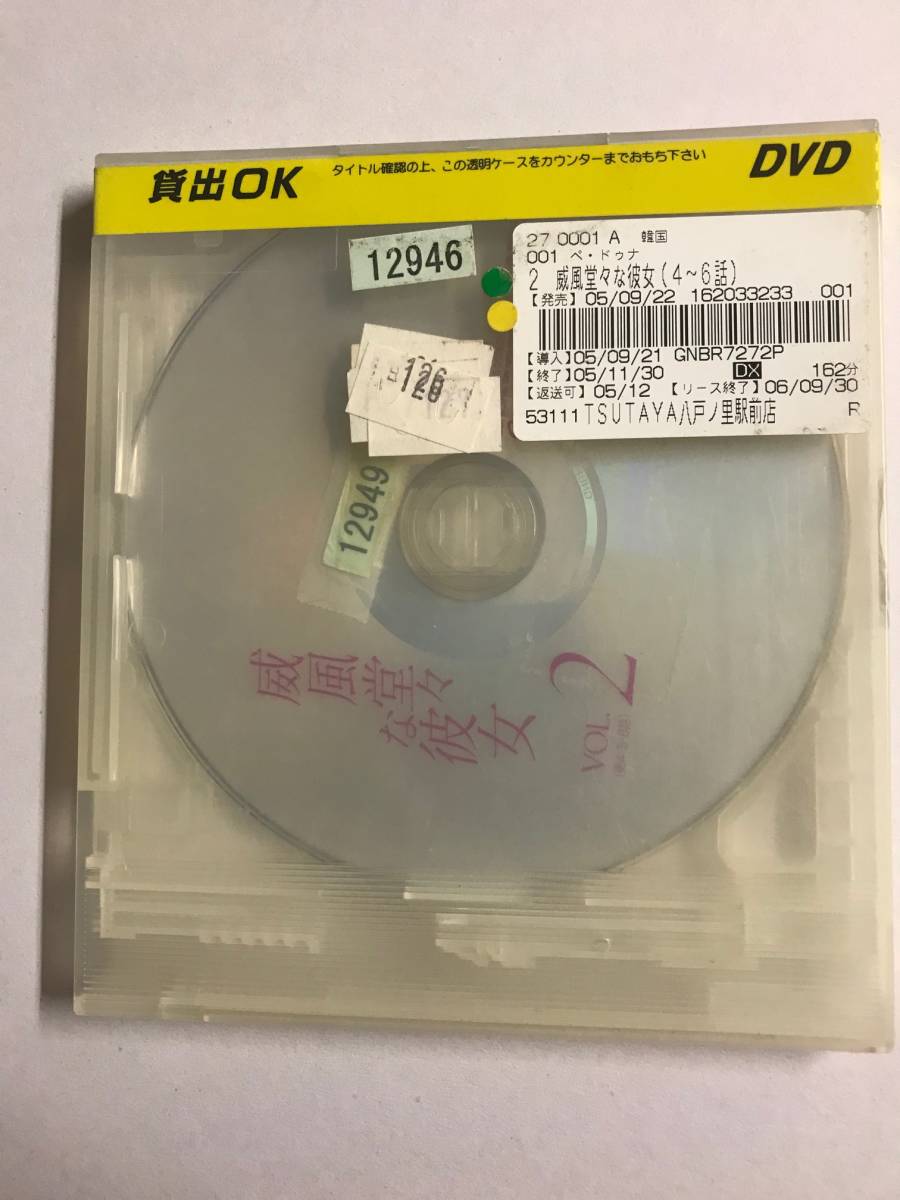 貸出OK
タイトル確認の上、この透明ケースをカウンターまでおもち下さい
DVD
12946
27 0001 A 韓国
001 ペ・ドゥナ
2 威風堂々な彼女(4~6話)
【発売】05/09/22 162033233 001
【導入】05/09/21 GNBR7272P
【終了】05/11/30 DX 162分
【返送可】05/12 【リース終了】06/09/30
53111 TSUTAYA八戸ノ里駅前店 R
126
12949
威風堂々
な彼女
VOL. 2